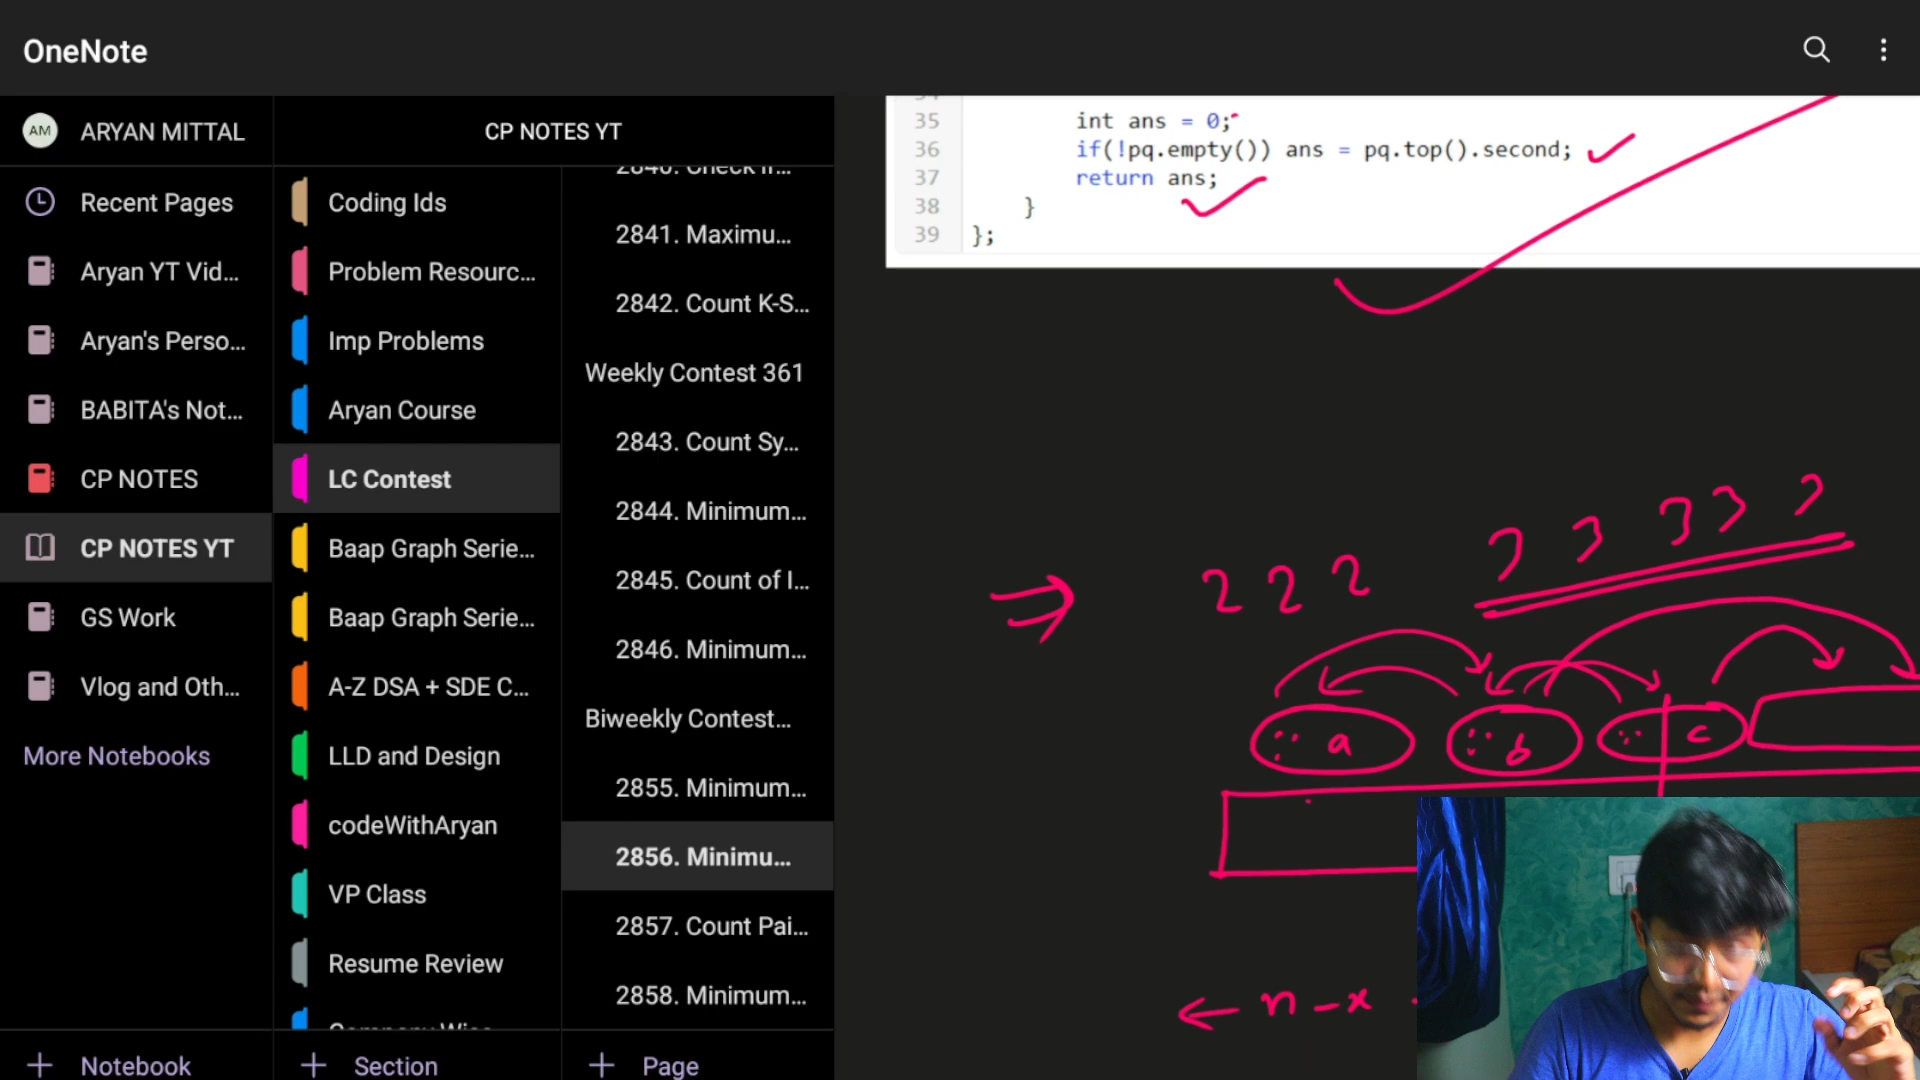 OneNote
AM ARYAN MITTAL
CP NOTES YT
Recent Pages
Aryan YT Vid...
Aryan's Perso...
BABITA's Not...
CP NOTES
CP NOTES YT
GS Work
Vlog and Oth...
More Notebooks
+ Notebook
Coding Ids
Problem Resourc...
Imp Problems
Aryan Course
LC Contest
Baap Graph Serie...
Baap Graph Serie...
A-Z DSA + SDE C...
LLD and Design
codeWithAryan
VP Class
Resume Review
+ Section
2841. Maximu...
2842. Count K-S...
Weekly Contest 361
2843. Count Sy...
2844. Minimum...
2845. Count of I...
2846. Minimum...
Biweekly Contest...
2855. Minimum...
2856. Minimu...
2857. Count Pai...
2858. Minimum...
+ Page
35 int ans = 0;
36 if(!pq.empty()) ans = pq.top().second;
37 return ans;
38 }
39 };
2 2 2 3 3 3 3 3
a b c
← n-x